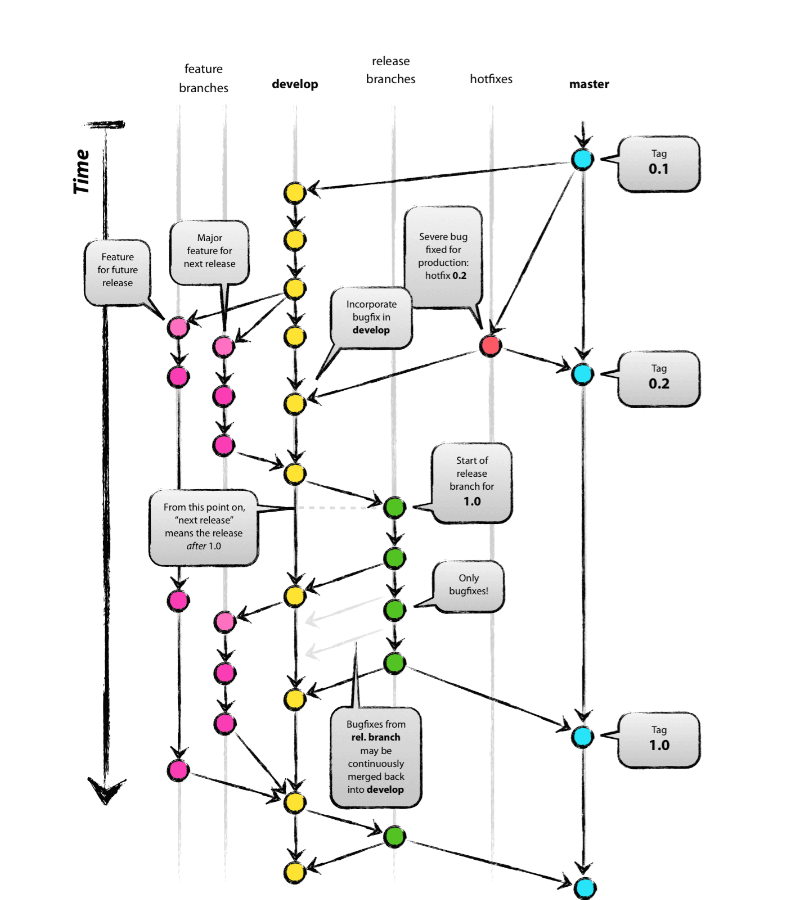 feature
branches
develop
release
branches
hotfixes
master
Time
Tag
0.1
Major
feature for
next release
Feature
for future
release
Severe bug
fixed for
production:
hotfix 0.2
Incorporate
bugfix in
develop
Tag
0.2
Start of
release
branch for
1.0
From this point on,
“next release”
means the release
after 1.0
Only
bugfixes!
Bugfixes from
rel. branch
may be
continuously
merged back
into develop
Tag
1.0